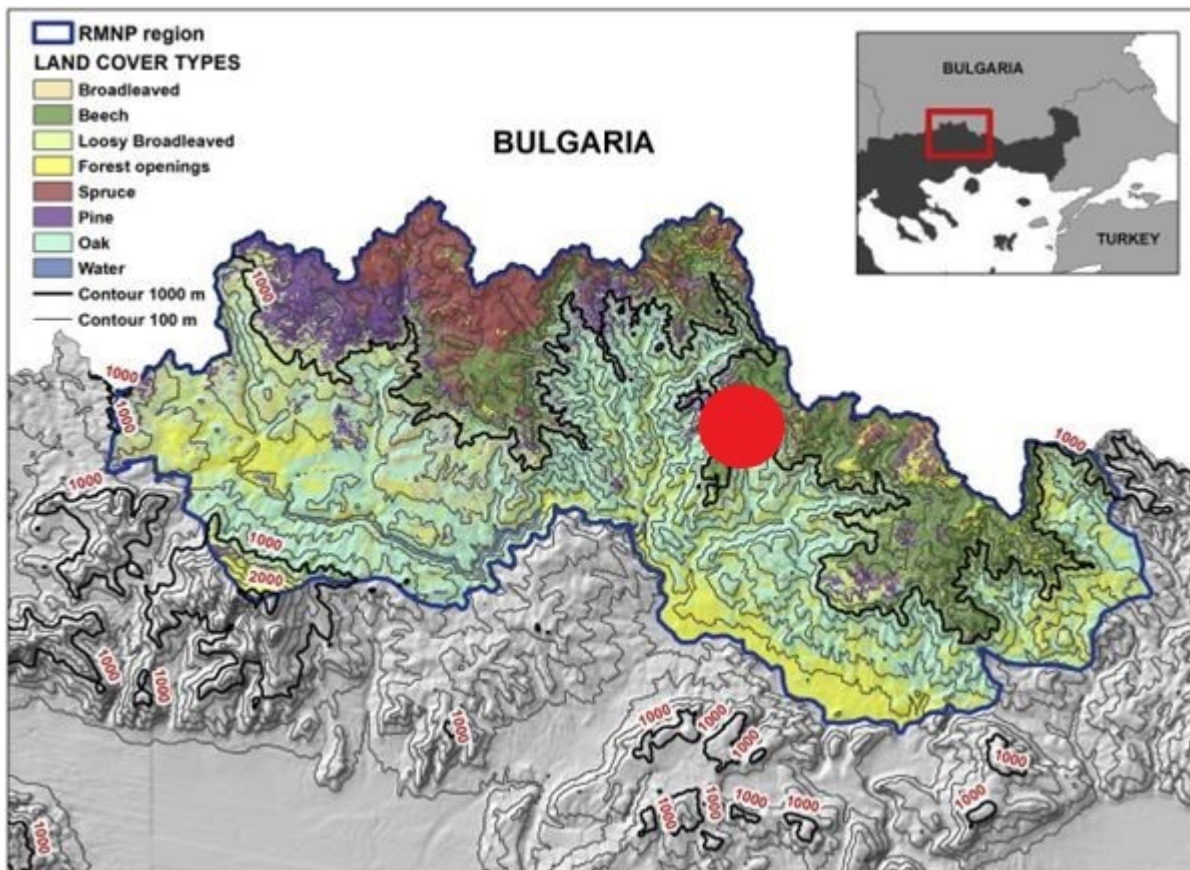 RMNP region
LAND COVER TYPES
Broadleaved
Beech
Loosy Broadleaved
Forest openings
Spruce
Pine
Oak
Water
Contour 1000 m
Contour 100 m
BULGARIA
BULGARIA
TURKEY
1000
1000
1000
1000
1000
1000
2000
1000
1000
1000
1000
1000
1000
1000
1000
1000
1000
1000
1000
1000
1000